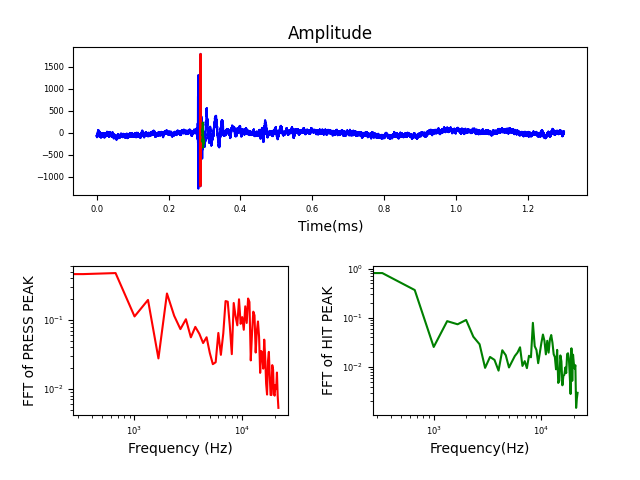 Amplitude
1500
1000
500
0
−500
−1000
0.0 0.2 0.4 0.6 0.8 1.0 1.2
Time(ms)
FFT of PRESS PEAK
10⁻¹
10⁻²
10³ 10⁴
Frequency (Hz)
FFT of HIT PEAK
10⁰
10⁻¹
10⁻²
10³ 10⁴
Frequency(Hz)